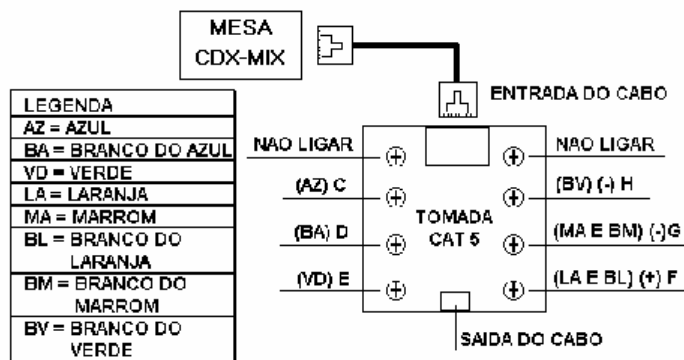 MESA
CDX-MIX
ENTRADA DO CABO
LEGENDA
AZ = AZUL
BA = BRANCO DO AZUL
VD = VERDE
LA = LARANJA
MA = MARROM
BL = BRANCO DO
LARANJA
BM = BRANCO DO
MARROM
BV = BRANCO DO
VERDE
NAO LIGAR
(AZ) C
(BA) D
(VD) E
TOMADA
CAT 5
NAO LIGAR
(BV) (-) H
(MA E BM) (-)G
(LA E BL) (+) F
SAIDA DO CABO